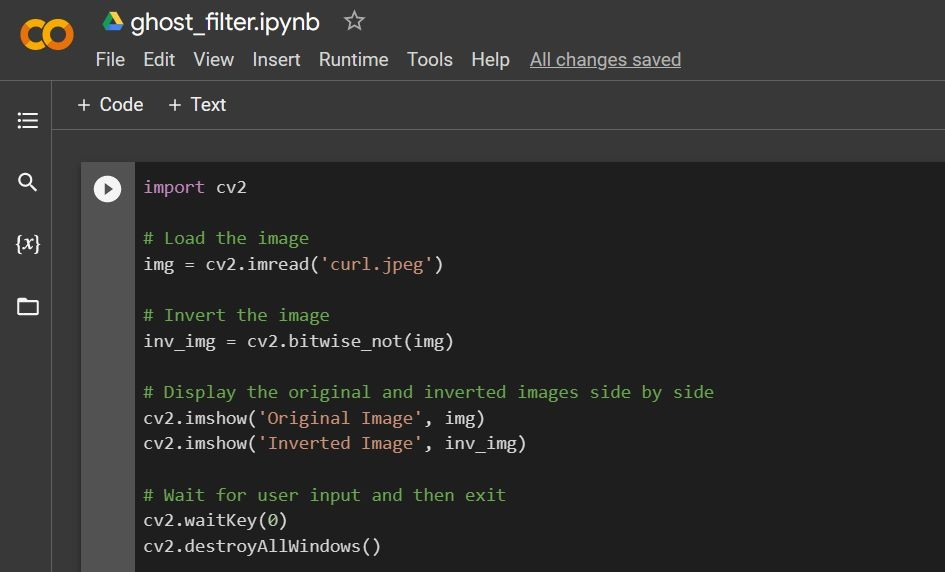 ghost_filter.ipynb
File Edit View Insert Runtime Tools Help All changes saved
+ Code + Text
{x}
import cv2
# Load the image
img = cv2.imread('curl.jpeg')
# Invert the image
inv_img = cv2.bitwise_not(img)
# Display the original and inverted images side by side
cv2.imshow('Original Image', img)
cv2.imshow('Inverted Image', inv_img)
# Wait for user input and then exit
cv2.waitKey(0)
cv2.destroyAllWindows()